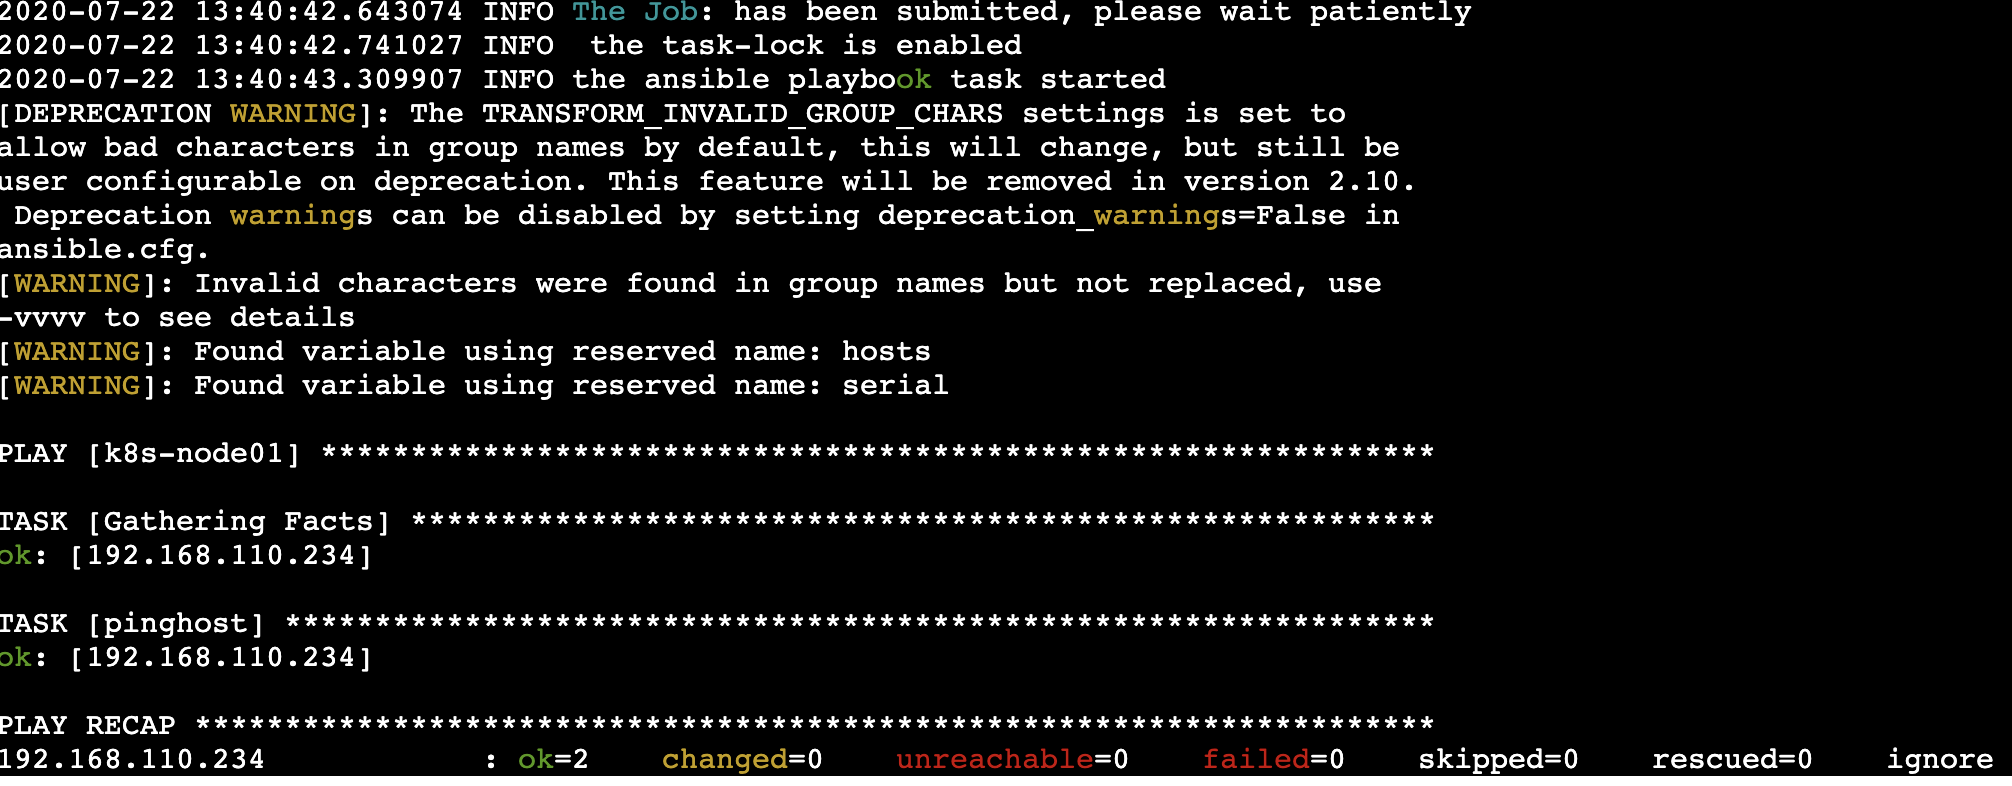 2020-07-22 13:40:42.643074 INFO The Job: has been submitted, please wait patiently
2020-07-22 13:40:42.741027 INFO  the task-lock is enabled
2020-07-22 13:40:43.309907 INFO the ansible playbook task started
[DEPRECATION WARNING]: The TRANSFORM_INVALID_GROUP_CHARS settings is set to
allow bad characters in group names by default, this will change, but still be
user configurable on deprecation. This feature will be removed in version 2.10.
 Deprecation warnings can be disabled by setting deprecation_warnings=False in
ansible.cfg.
[WARNING]: Invalid characters were found in group names but not replaced, use
-vvvv to see details
[WARNING]: Found variable using reserved name: hosts
[WARNING]: Found variable using reserved name: serial
PLAY [k8s-node01] **************************************************************
TASK [Gathering Facts] *********************************************************
ok: [192.168.110.234]
TASK [pinghost] ****************************************************************
ok: [192.168.110.234]
PLAY RECAP *********************************************************************
192.168.110.234            : ok=2    changed=0    unreachable=0    failed=0    skipped=0    rescued=0    ignore